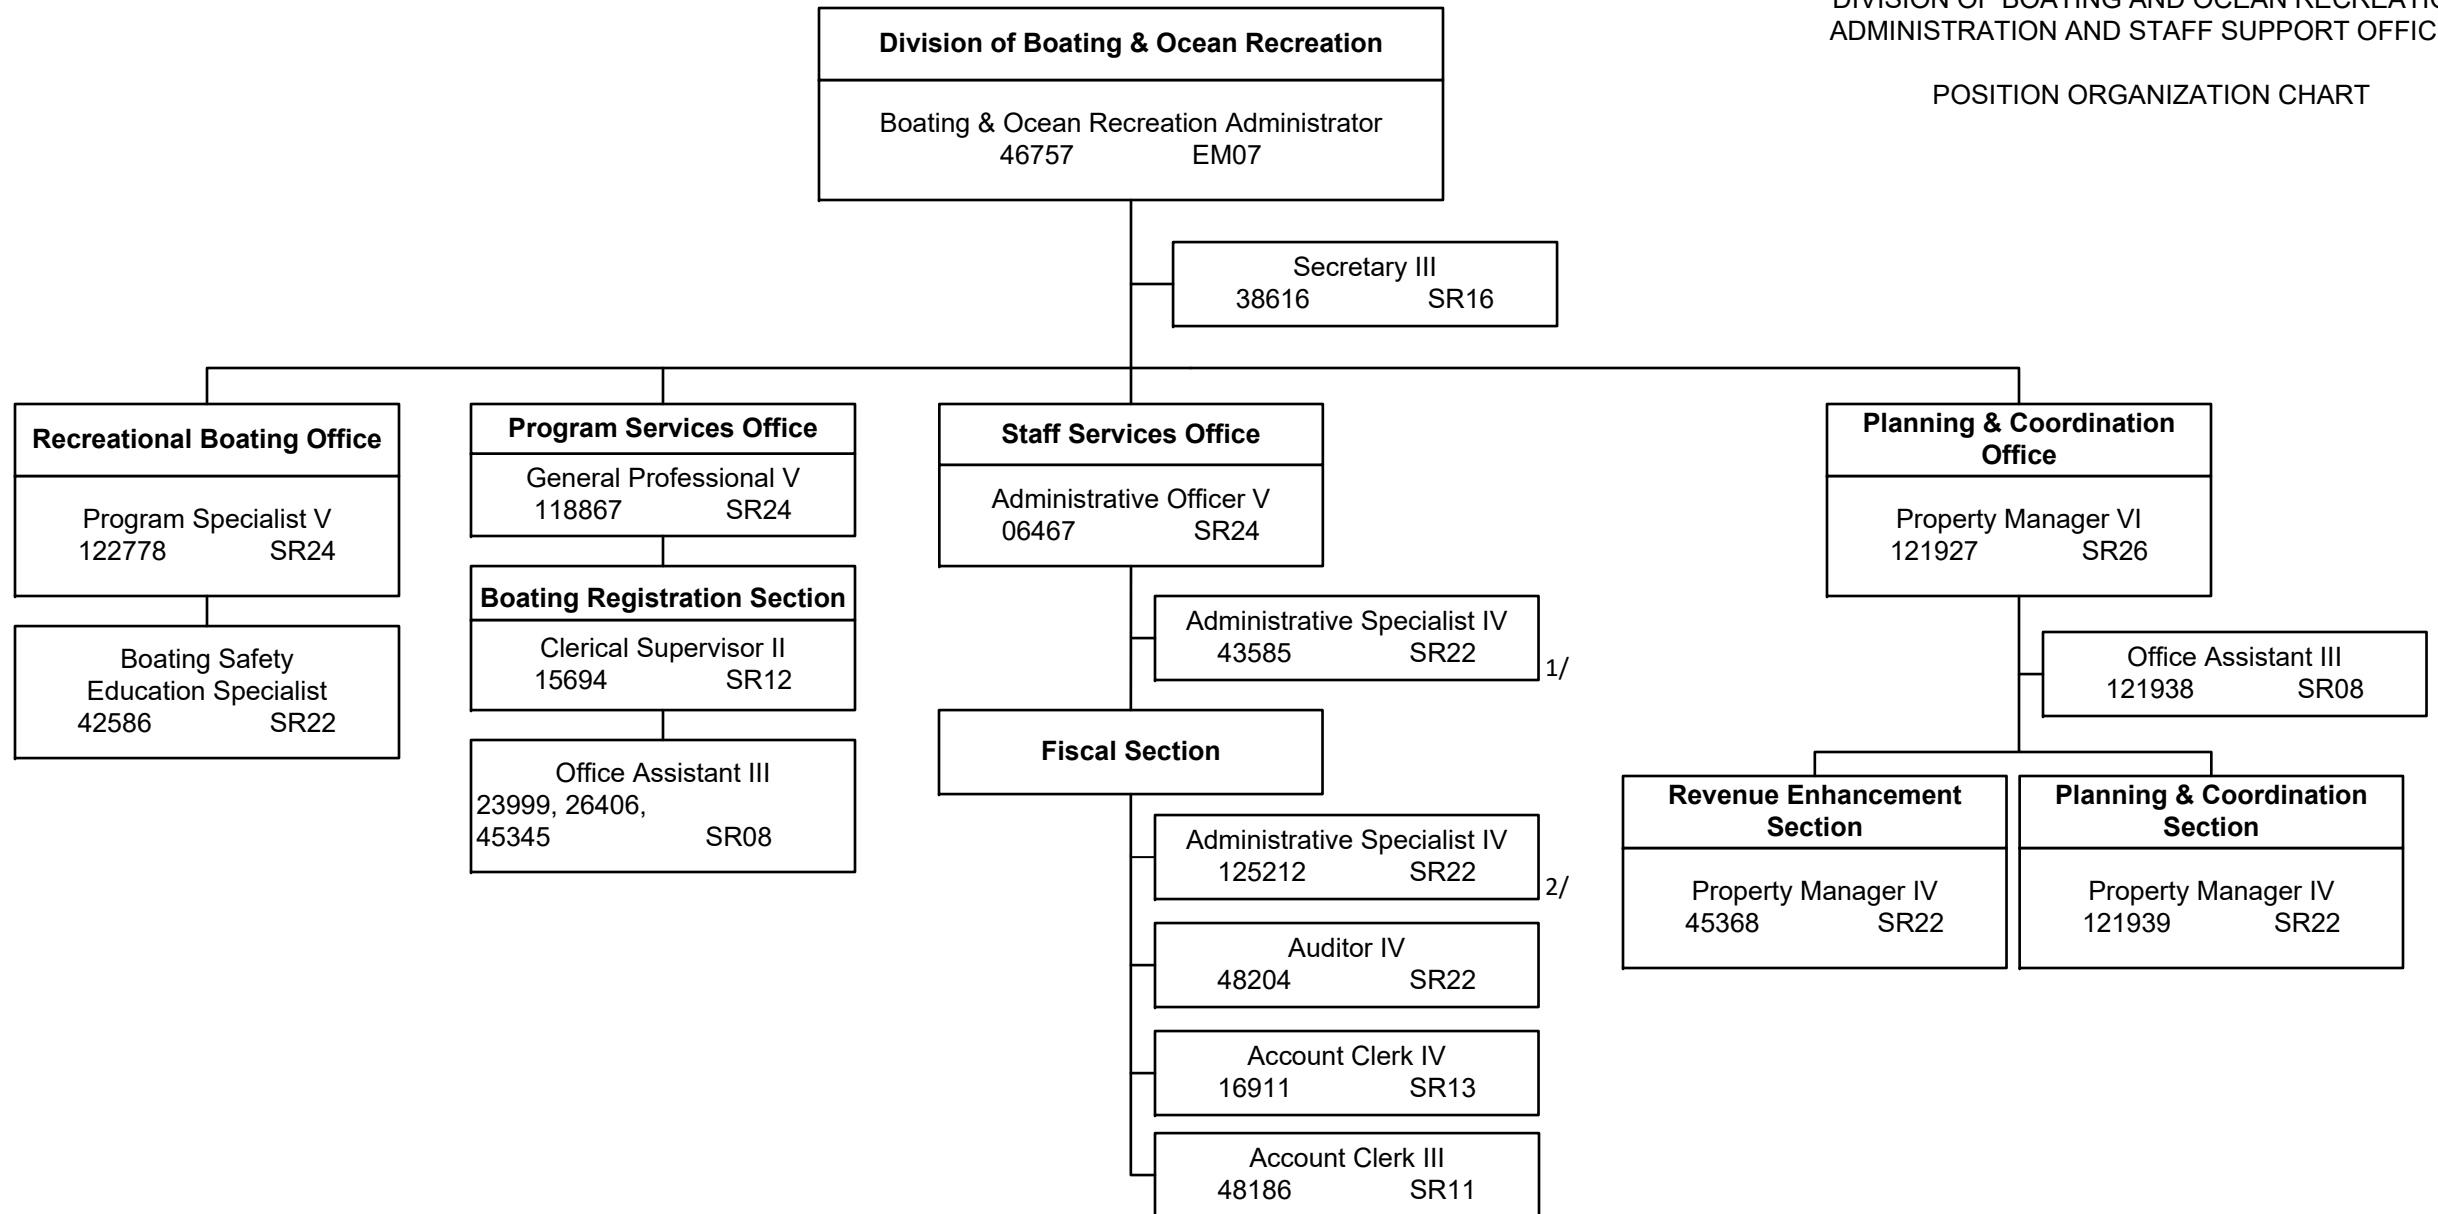 DIVISION OF BOATING AND OCEAN RECREATIO
ADMINISTRATION AND STAFF SUPPORT OFFIC
POSITION ORGANIZATION CHART
Division of Boating & Ocean Recreation
Boating & Ocean Recreation Administrator
46757 EM07
Secretary III
38616 SR16
Recreational Boating Office
Program Specialist V
122778 SR24
Boating Safety
Education Specialist
42586 SR22
Program Services Office
General Professional V
118867 SR24
Boating Registration Section
Clerical Supervisor II
15694 SR12
Office Assistant III
23999, 26406,
45345 SR08
Staff Services Office
Administrative Officer V
06467 SR24
Administrative Specialist IV
43585 SR22
1/
Fiscal Section
Administrative Specialist IV
125212 SR22
2/
Auditor IV
48204 SR22
Account Clerk IV
16911 SR13
Account Clerk III
48186 SR11
Planning & Coordination
Office
Property Manager VI
121927 SR26
Office Assistant III
121938 SR08
Revenue Enhancement
Section
Property Manager IV
45368 SR22
Planning & Coordination
Section
Property Manager IV
121939 SR22